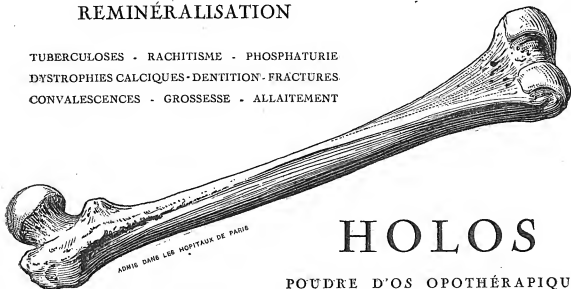 REMINÉRALISATION
TUBERCULOSES - RACHITISME - PHOSPHATURIE
DYSTROPHIES CALCIQUES - DENTITION - FRACTURES
CONVALESCENCES - GROSSESSE - ALLAITEMENT
ADMIS DANS LES HOPITAUX DE PARIS
HOLOS
POUDRE D'OS OPOTHÉRAPIQU